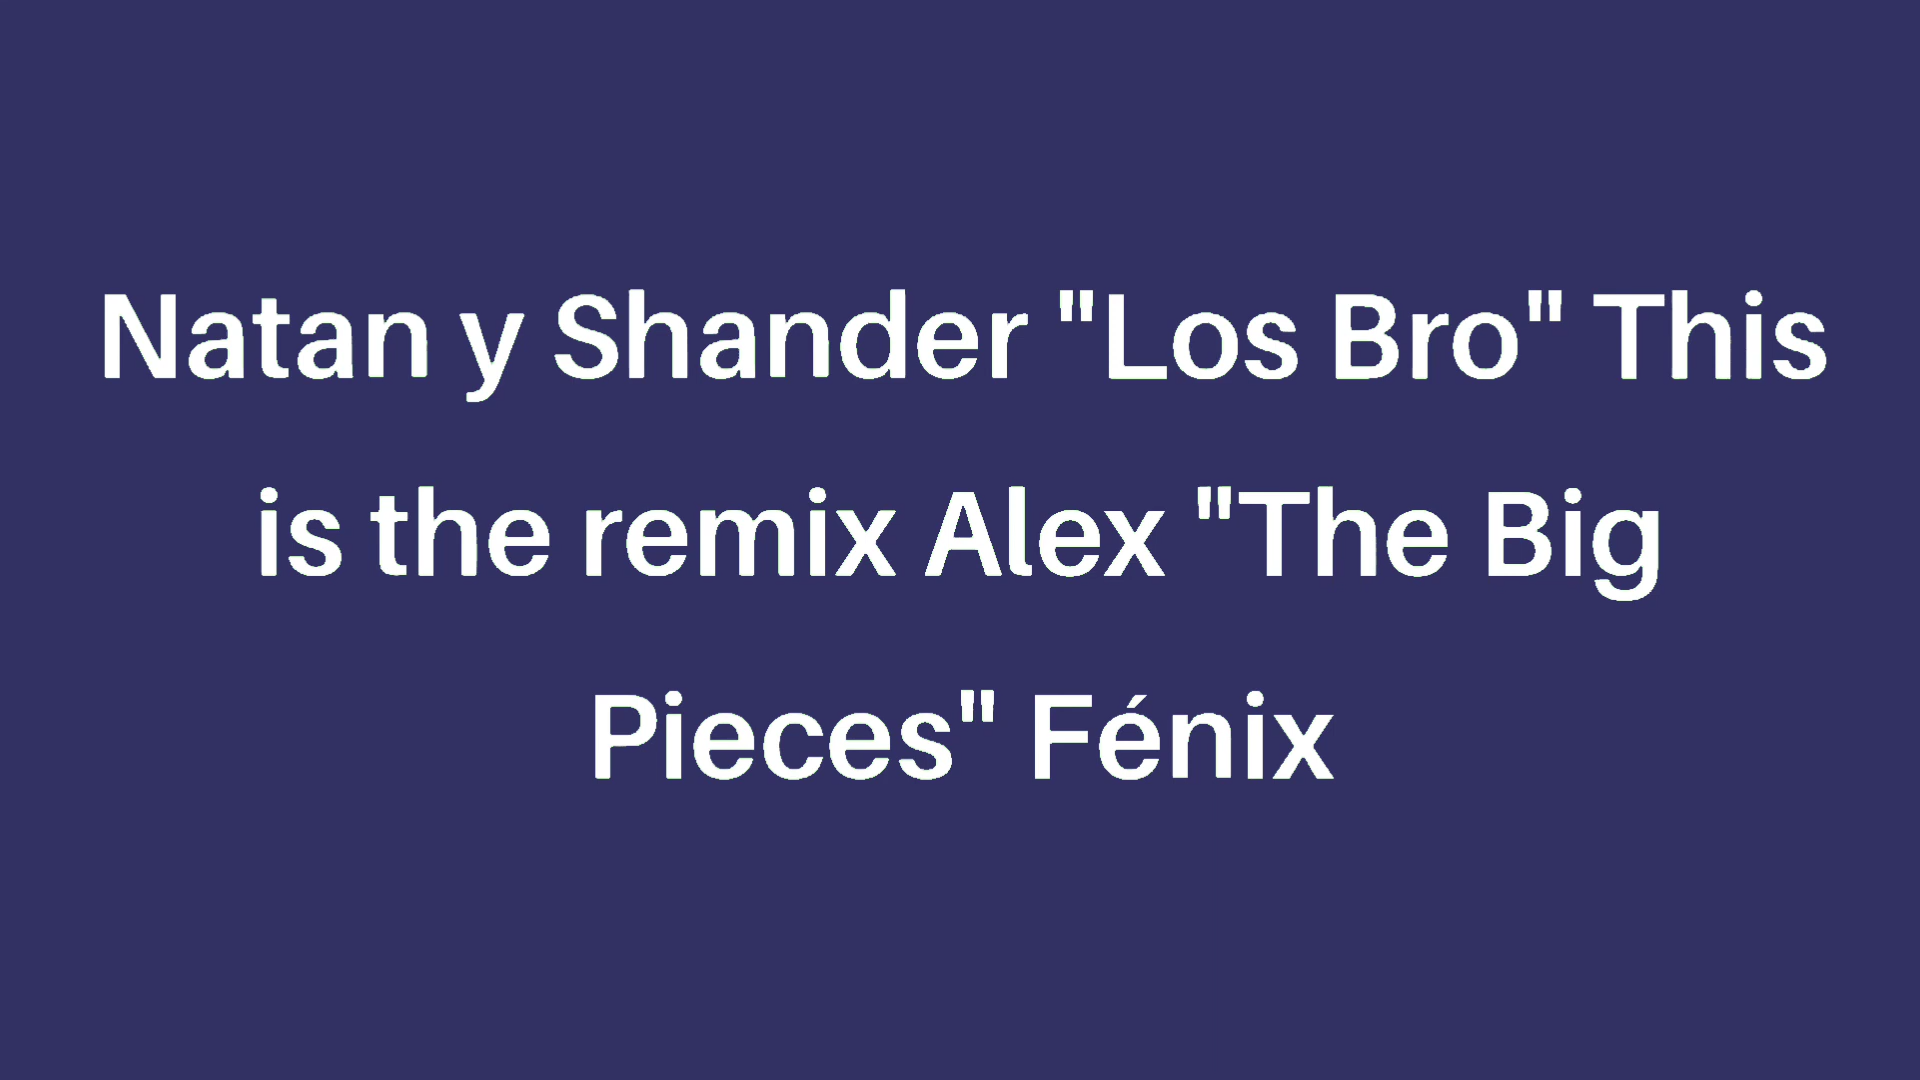 Natan y Shander "Los Bro" This
is the remix Alex "The Big
Pieces" Fénix